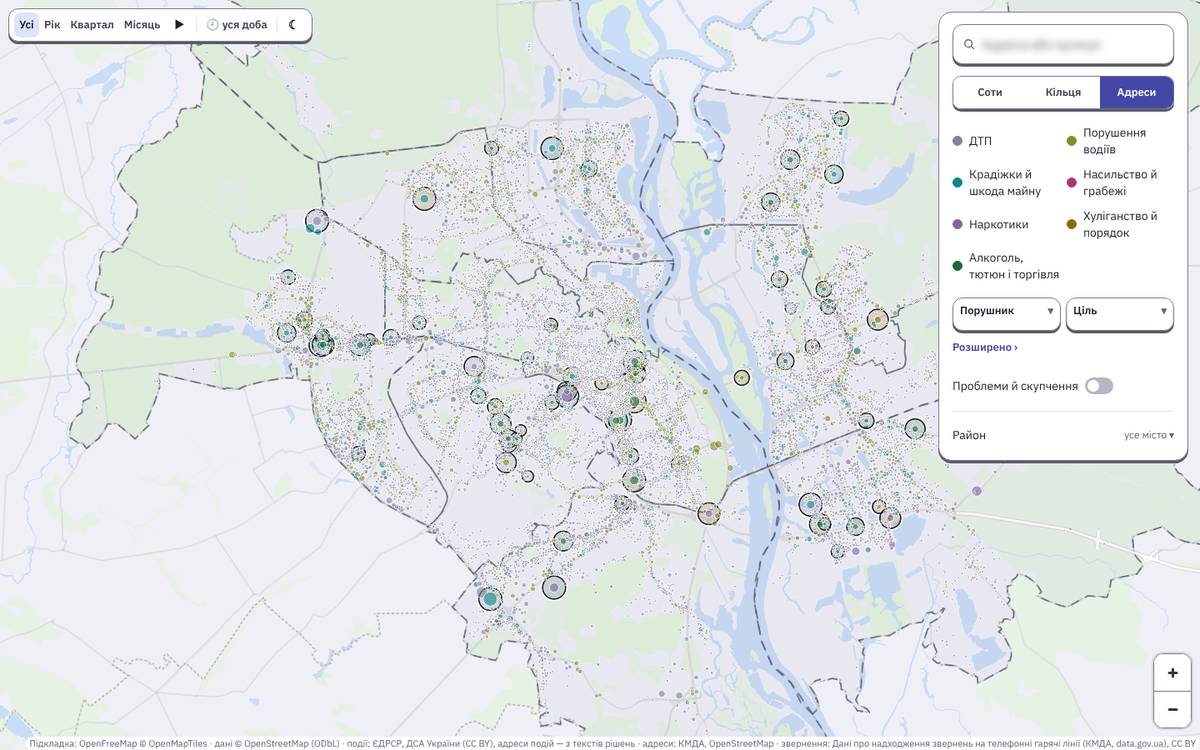 Усі Рік Квартал Місяць ▶ уся доба
Соти Кільця Адреси
ДТП
Порушення
водіїв
Крадіжки й
шкода майну
Насильство й
грабежі
Наркотики
Хуліганство й
порядок
Алкоголь,
тютюн і торгівля
Порушник ▼ Ціль ▼
Розширено ›
Проблеми й скупчення
Район усе місто ▾
+
−
Підкладка: OpenFreeMap © OpenMapTiles · дані © OpenStreetMap (ODbL) · події: ЄДРСР, ДСА України (CC BY), адреси подій — з текстів рішень · адреси: КМДА, OpenStreetMap · звернення: Дані про надходження звернень на телефонні гарячі лінії (КМДА, data.gov.ua), CC BY